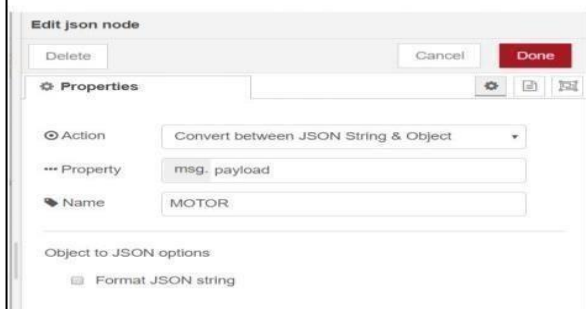 Edit json node
Delete Cancel Done
Properties
Action Convert between JSON String & Object
Property msg. payload
Name MOTOR
Object to JSON options
Format JSON string